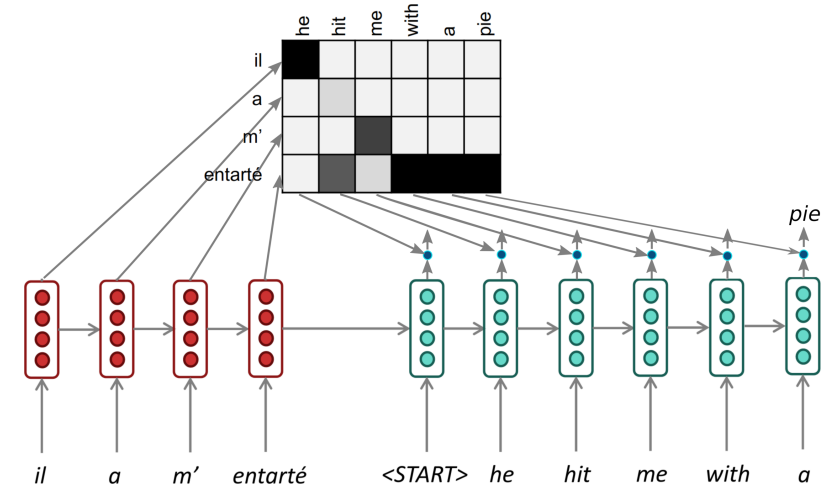 he hit me with a pie
il
a
m’
entarté
pie
il a m’ entarté <START> he hit me with a